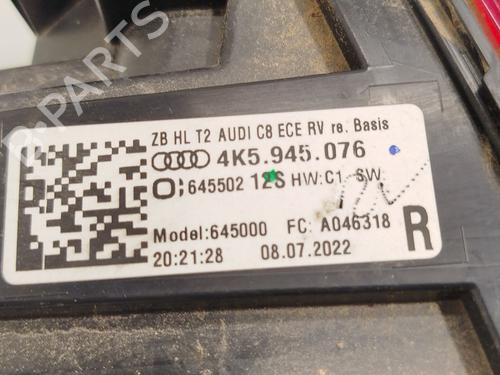 ZB HL T2 AUDI C8 ECE RV re. Basis
4K5.945.076
645502 12S HW:C1 SW
Model:645000 FC: A046318 R
20:21:28 08.07.2022
B-PARTS